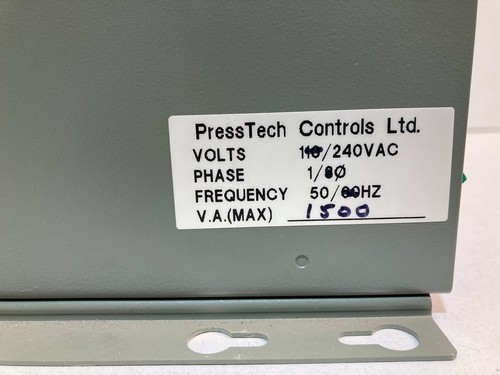 PressTech Controls Ltd.
VOLTS 110/240VAC
PHASE 1/3Ø
FREQUENCY 50/60HZ
V.A.(MAX) 1500